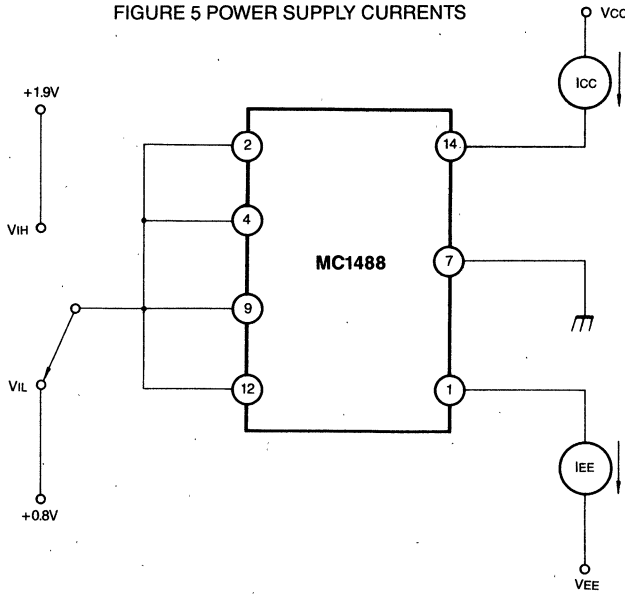 FIGURE 5 POWER SUPPLY CURRENTS
VCC
ICC
+1.9V
2
14
4
VIH
MC1488
7
9
VIL
12
1
IEE
+0.8V
VEE